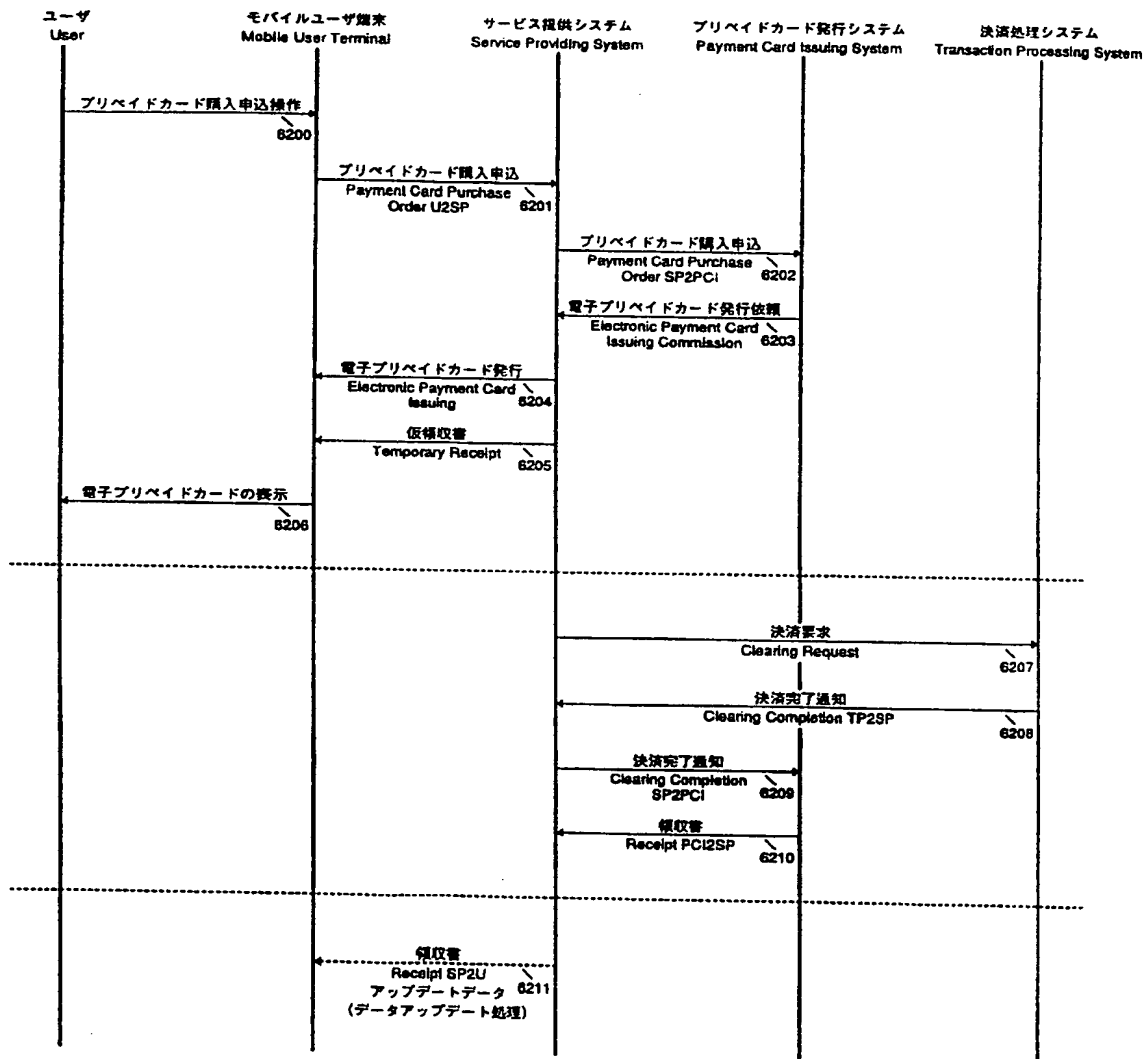 ユーザ
User
モバイルユーザ端末
Mobile User Terminal
サービス提供システム
Service Providing System
プリペイドカード発行システム
Payment Card Issuing System
決済処理システム
Transaction Processing System
プリペイドカード購入申込操作
6200
プリペイドカード購入申込
Payment Card Purchase
Order U2SP
6201
プリペイドカード購入申込
Payment Card Purchase
Order SP2PCI
6202
電子プリペイドカード発行依頼
Electronic Payment Card
Issuing Commission
6203
電子プリペイドカード発行
Electronic Payment Card
Issuing
6204
仮領収書
Temporary Receipt
6205
電子プリペイドカードの表示
6206
決済要求
Clearing Request
6207
決済完了通知
Clearing Completion TP2SP
6208
決済完了通知
Clearing Completion
SP2PCI
6209
領収書
Receipt PCI2SP
6210
領収書
Receipt SP2U
6211
アップデートデータ
(データアップデート処理)